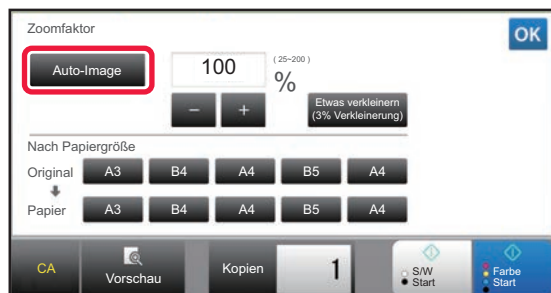 Zoomfaktor
OK
Auto-Image
100
(25~200)
%
−
+
Etwas verkleinern
(3% Verkleinerung)
Nach Papiergröße
Original A3 B4 A4 B5 A4
Papier A3 B4 A4 B5 A4
CA
Vorschau
Kopien
1
S/W
Start
Farbe
Start